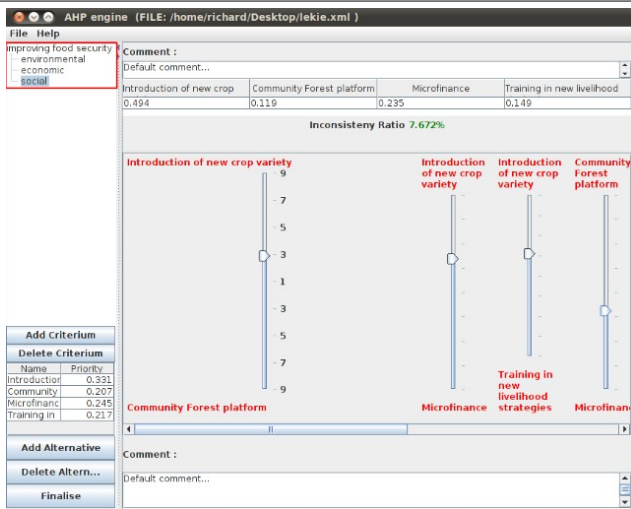 AHP engine (FILE: /home/richard/Desktop/lekie.xml )
File Help
improving food security
environmental
economic
social
Comment :
Default comment...
Introduction of new crop Community Forest platform Microfinance Training in new livelihood
0.494 0.119 0.235 0.149
Inconsisteny Ratio 7.672%
Introduction of new crop variety
9
7
5
3
1
3
5
7
9
Community Forest platform
Introduction
of new crop
variety
Microfinance
Introduction
of new crop
variety
Training in
new
livelihood
strategies
Community
Forest
platform
Microfinan
Add Criterium
Delete Criterium
Name Priority
Introduction 0.331
Community 0.207
Microfinanc 0.245
Training in 0.217
Add Alternative
Delete Altern...
Finalise
Comment :
Default comment...